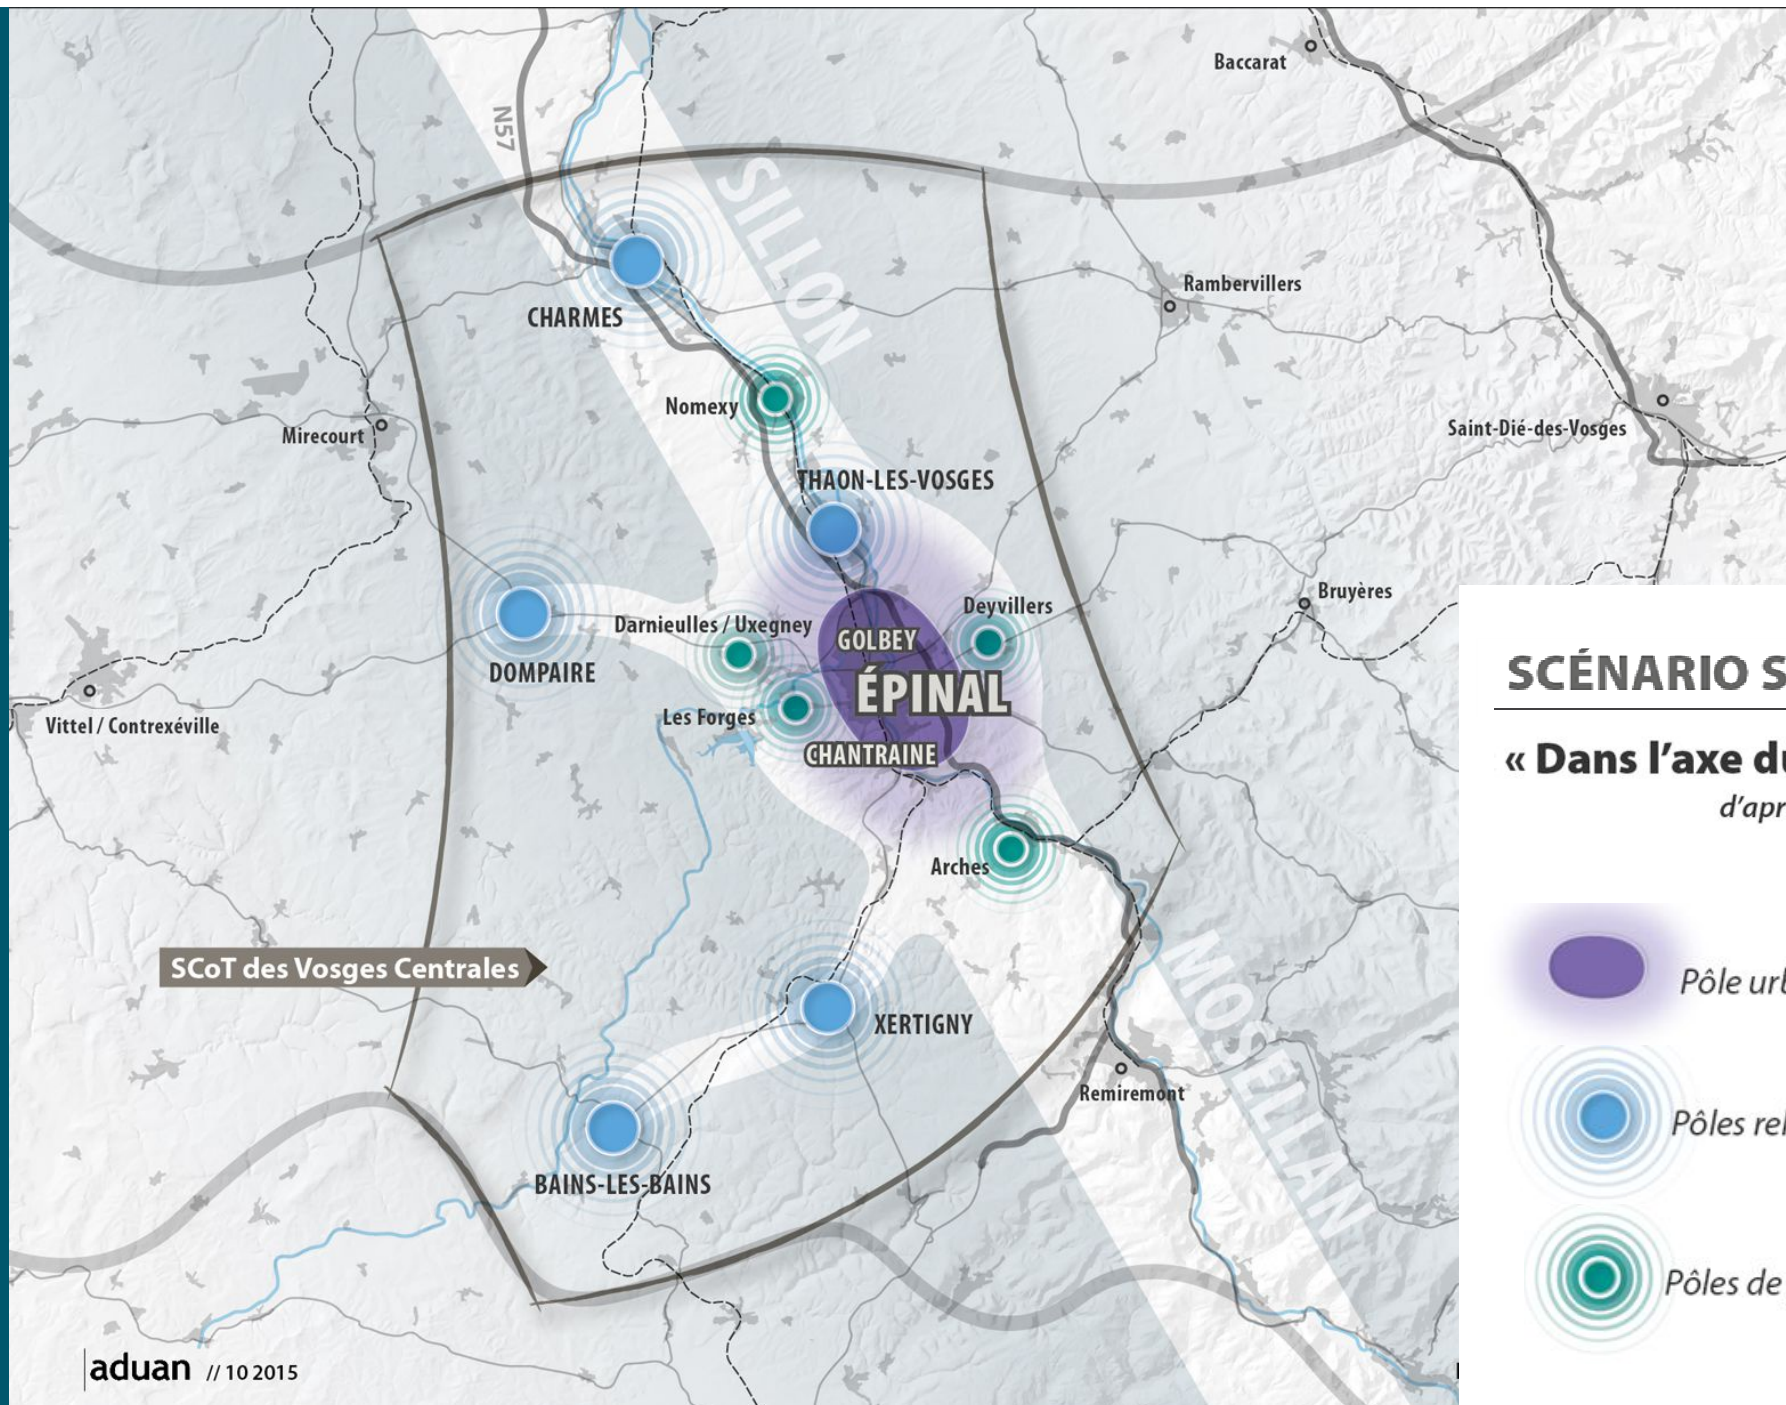 Baccarat
N57
SILLON
Rambervillers
CHARMES
Nomexy
Mirecourt
Saint-Dié-des-Vosges
THAON-LES-VOSGES
Bruyères
Deyvillers
Darnieulles / Uxegney
GOLBEY
DOMPAIRE
ÉPINAL
Les Forges
Vittel / Contrexéville
CHANTRAINE
Arches
SCoT des Vosges Centrales
MOSELLAN
XERTIGNY
Remiremont
BAINS-LES-BAINS
aduan // 10 2015
SCÉNARIO S
« Dans l'axe du
d'apr
Pôle urb
Pôles rel
Pôles de